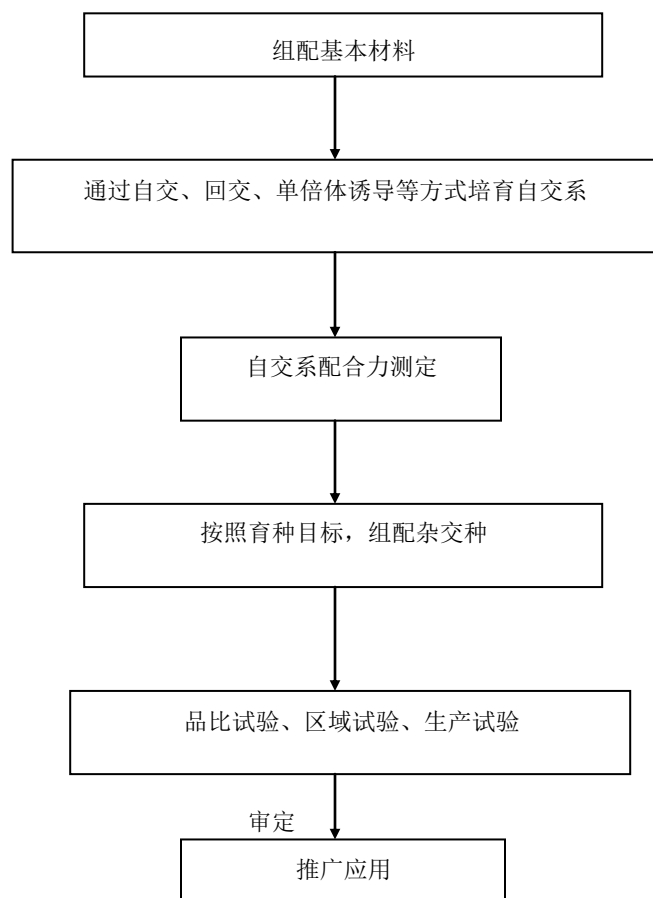 组配基本材料
通过自交、回交、单倍体诱导等方式培育自交系
自交系配合力测定
按照育种目标，组配杂交种
品比试验、区域试验、生产试验
审定
推广应用